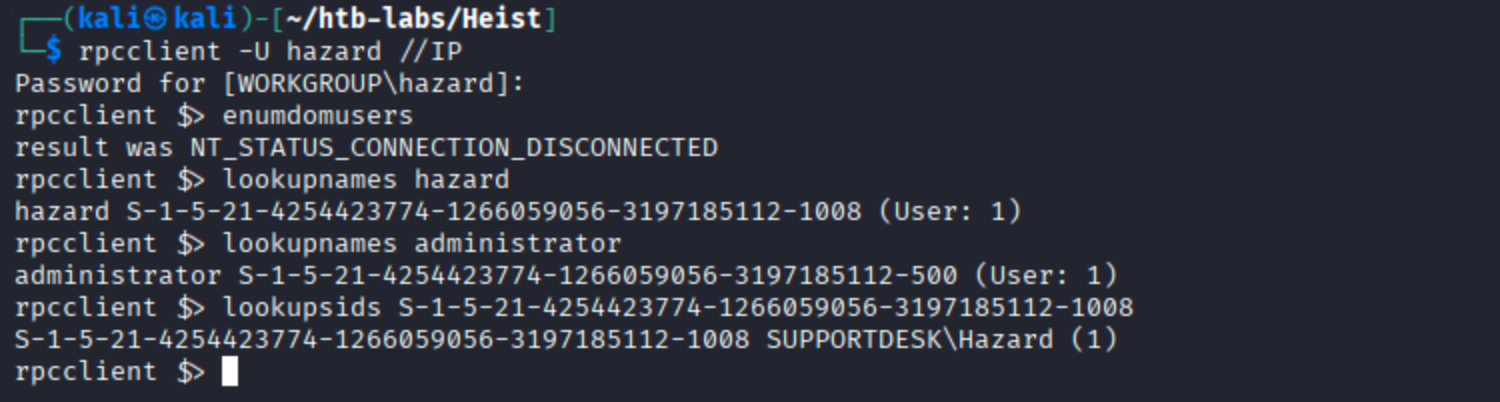 ┌──(kali㉿kali)-[~/htb-labs/Heist]
└─$ rpcclient -U hazard //IP
Password for [WORKGROUP\hazard]:
rpcclient $> enumdomusers
result was NT_STATUS_CONNECTION_DISCONNECTED
rpcclient $> lookupnames hazard
hazard S-1-5-21-4254423774-1266059056-3197185112-1008 (User: 1)
rpcclient $> lookupnames administrator
administrator S-1-5-21-4254423774-1266059056-3197185112-500 (User: 1)
rpcclient $> lookupsids S-1-5-21-4254423774-1266059056-3197185112-1008
S-1-5-21-4254423774-1266059056-3197185112-1008 SUPPORTDESK\Hazard (1)
rpcclient $>